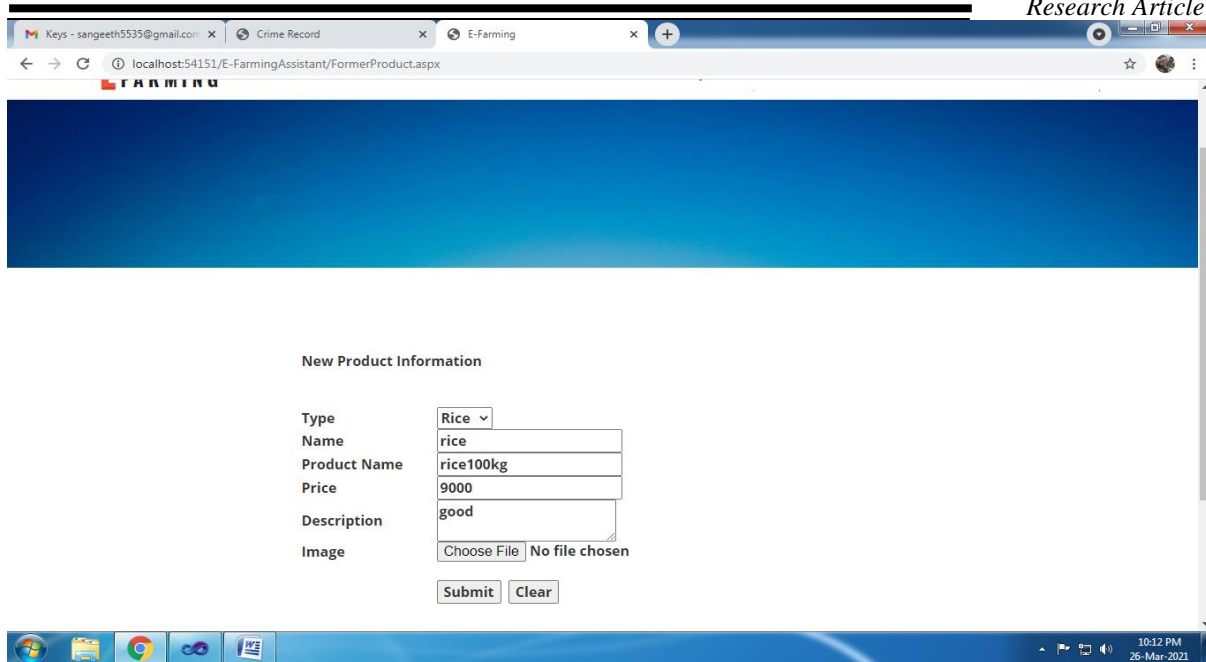 Research Article
Keys - sangeeth5535@gmail.com
Crime Record
E-Farming
localhost:54151/E-FarmingAssistant/FormerProduct.aspx
EFARMING
New Product Information
Type Rice
Name rice
Product Name rice100kg
Price 9000
Description good
Image Choose File No file chosen
Submit Clear
10:12 PM
26-Mar-2021